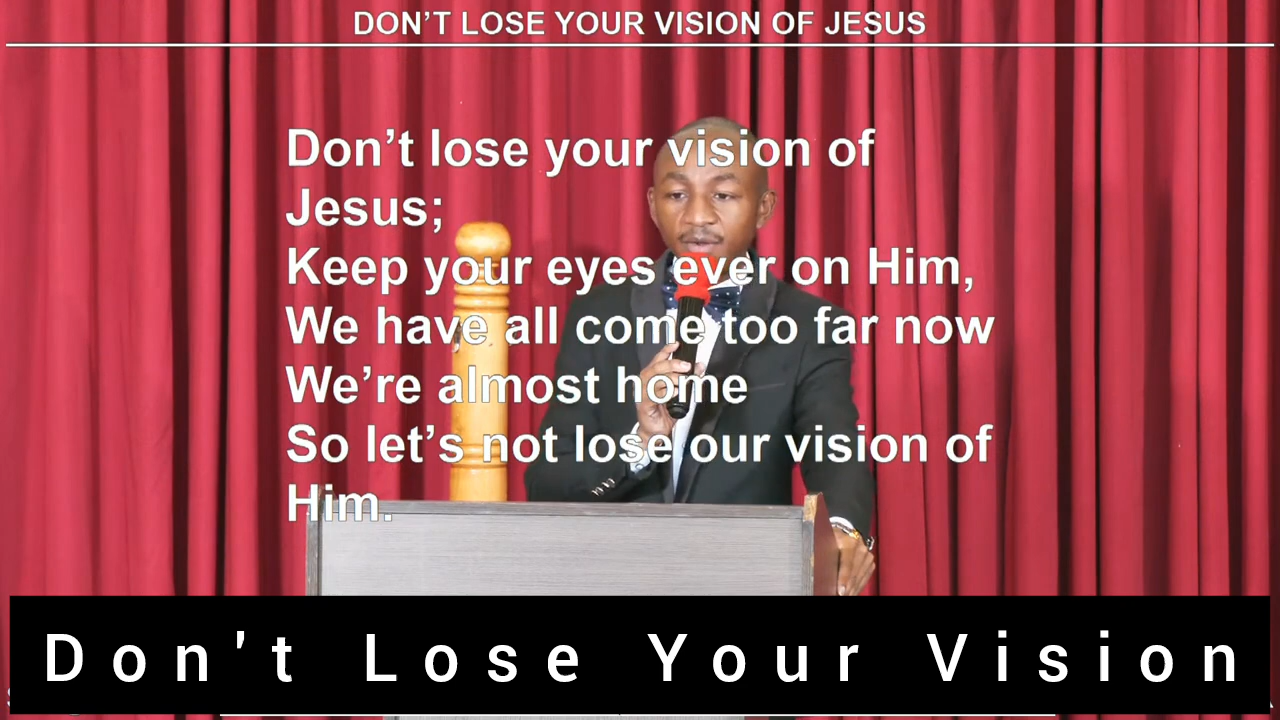 DON’T LOSE YOUR VISION OF JESUS
Don’t lose your vision of
Jesus;
Keep your eyes ever on Him,
We have all come too far now
We’re almost home
So let’s not lose our vision of
Him.
Don't Lose Your Vision